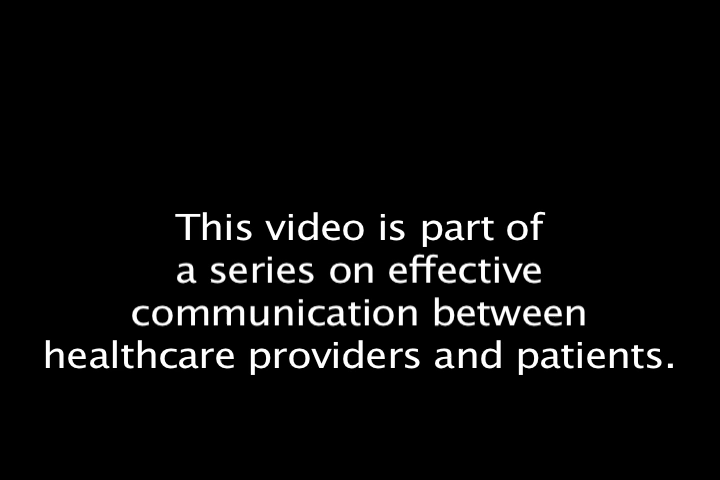 This video is part of
a series on effective
communication between
healthcare providers and patients.